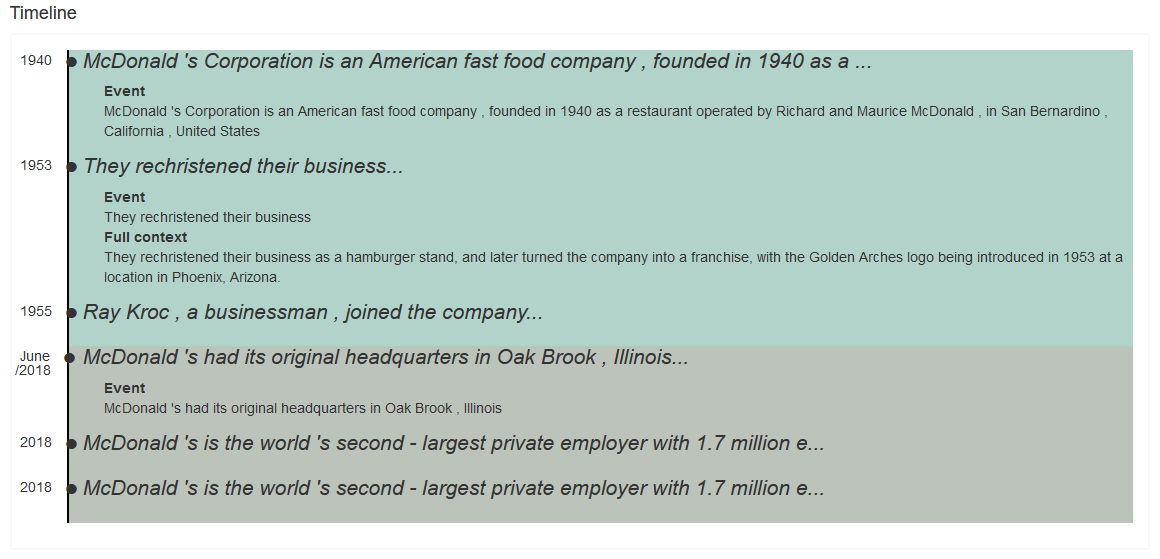 Timeline
1940
McDonald 's Corporation is an American fast food company , founded in 1940 as a ...
Event
McDonald 's Corporation is an American fast food company , founded in 1940 as a restaurant operated by Richard and Maurice McDonald , in San Bernardino ,
California , United States
1953
They rechristened their business...
Event
They rechristened their business
Full context
They rechristened their business as a hamburger stand, and later turned the company into a franchise, with the Golden Arches logo being introduced in 1953 at a
location in Phoenix, Arizona.
1955
Ray Kroc , a businessman , joined the company...
June
/2018
McDonald 's had its original headquarters in Oak Brook , Illinois...
Event
McDonald 's had its original headquarters in Oak Brook , Illinois
2018
McDonald 's is the world 's second - largest private employer with 1.7 million e...
2018
McDonald 's is the world 's second - largest private employer with 1.7 million e...